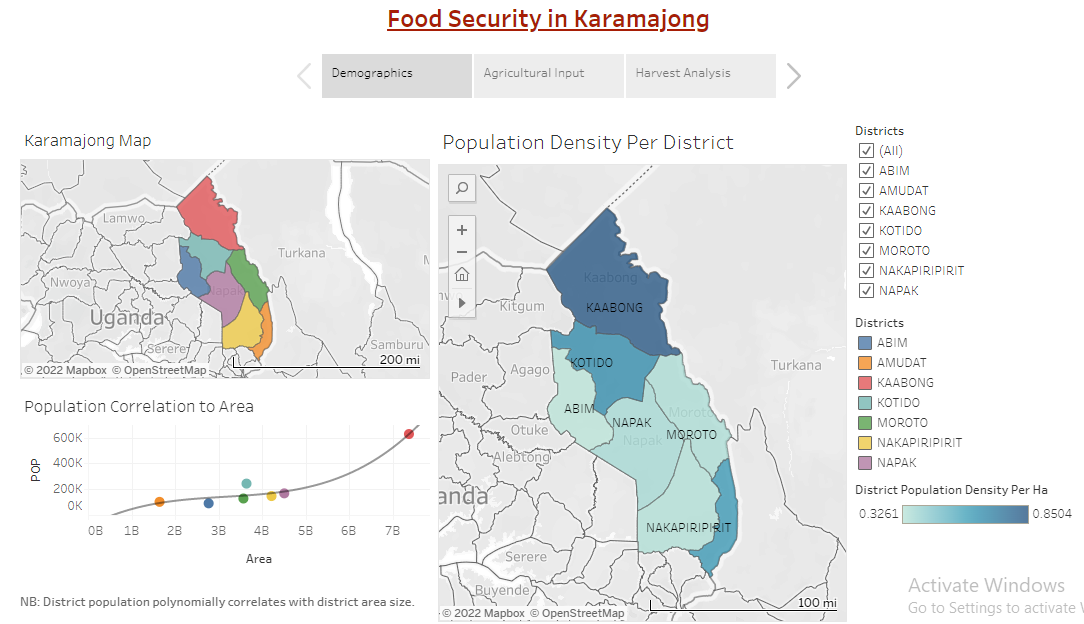 Food Security in Karamajong
Demographics
Agricultural Input
Harvest Analysis
Karamajong Map
Lamwo
Turkana
Nwoya
Napak
Uganda
Serere
Samburu
200 mi
© 2022 Mapbox © OpenStreetMap
Population Correlation to Area
600K
400K
200K
0K
POP
0B 1B 2B 3B 4B 5B 6B 7B
Area
NB: District population polynomially correlates with district area size.
Population Density Per District
Kaabong
KAABONG
Kitgum
KOTIDO
Agago
Pader
Turkana
ABIM
Moroto
NAPAK
Otuke
MOROTO
Napak
Alebtong
anda
NAKAPIRIPIRIT
Serere
Buyende
100 mi
© 2022 Mapbox © OpenStreetMap
Districts
(All)
ABIM
AMUDAT
KAABONG
KOTIDO
MOROTO
NAKAPIRIPIRIT
NAPAK
Districts
ABIM
AMUDAT
KAABONG
KOTIDO
MOROTO
NAKAPIRIPIRIT
NAPAK
District Population Density Per Ha
0.3261 0.8504
Activate Windows
Go to Settings to activate